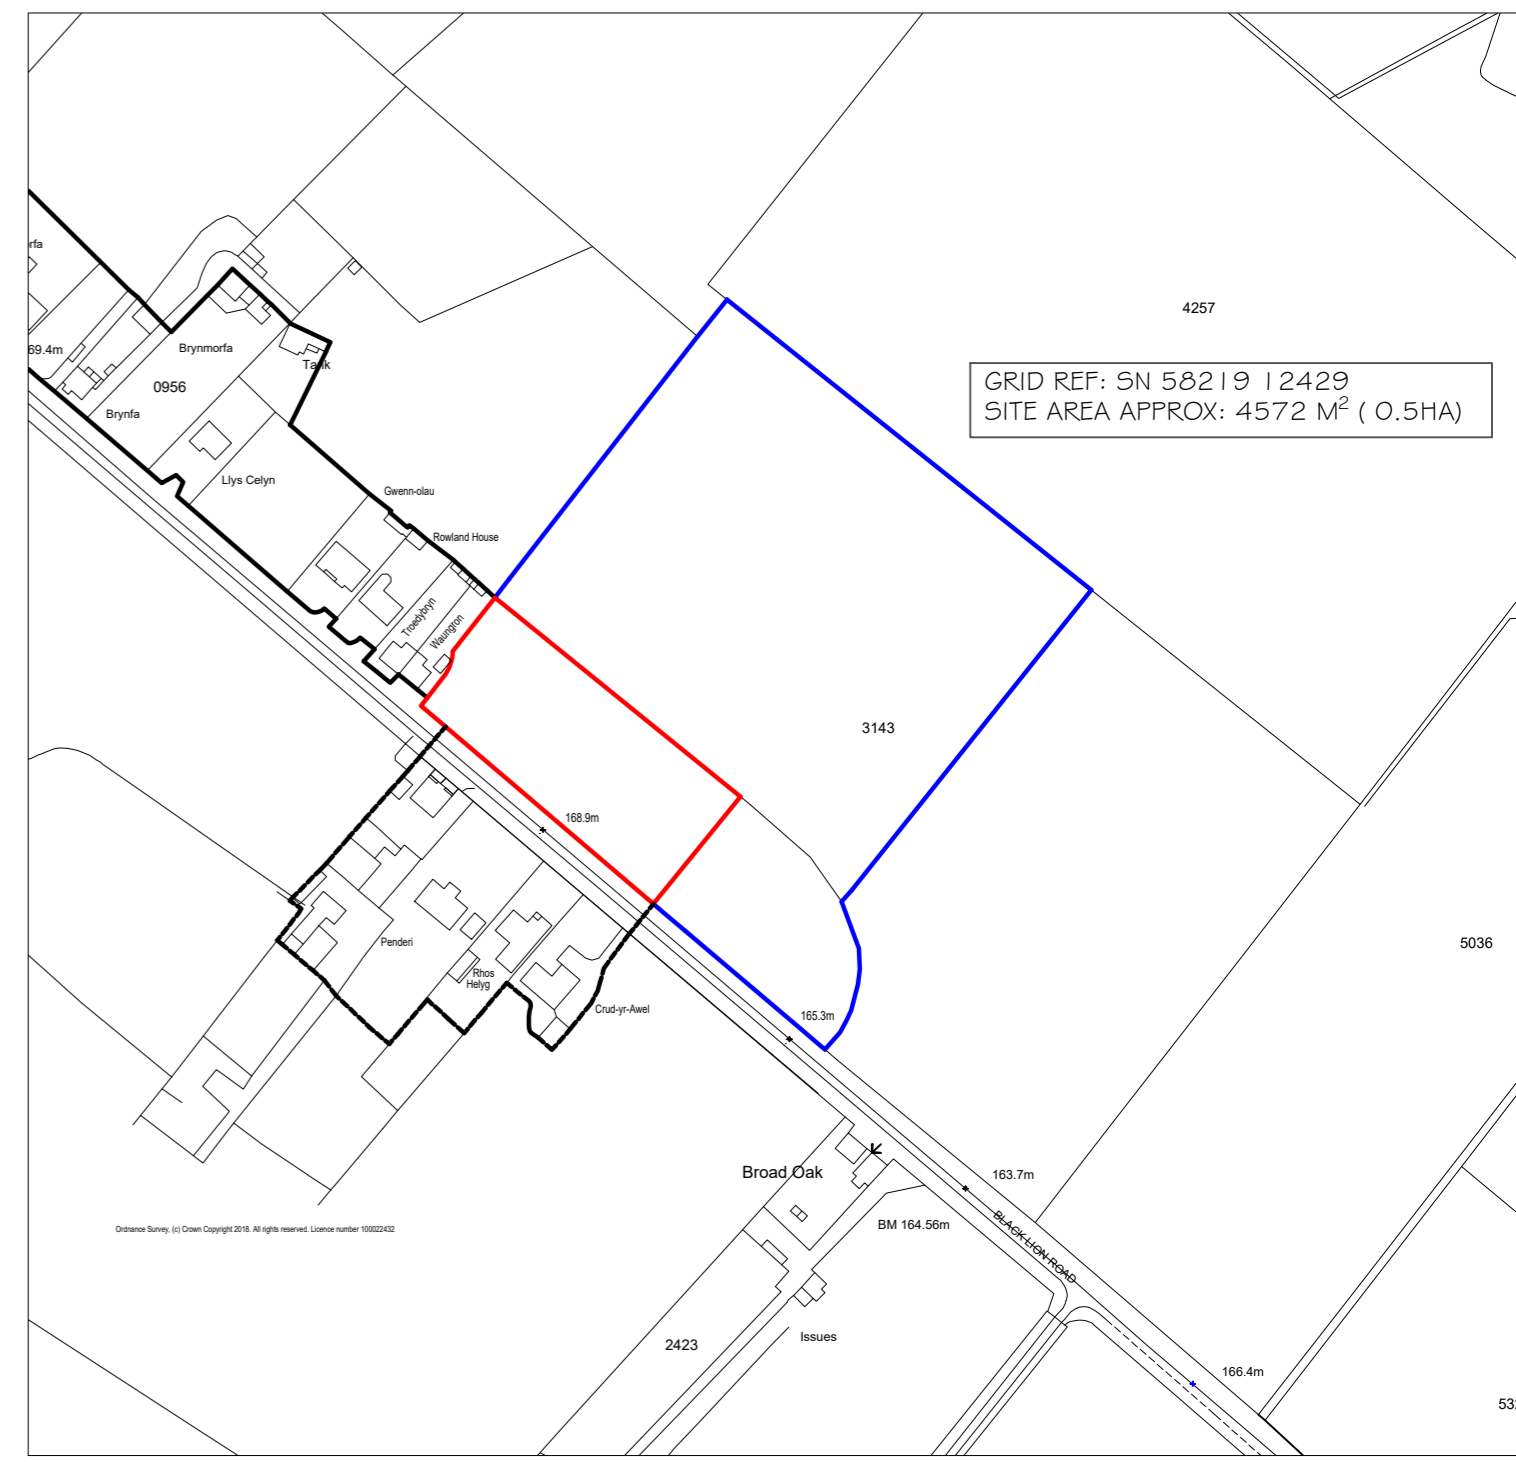 rfa
4257
69.4m
Brynmorfa
Tank
0956
GRID REF: SN 58219 12429
SITE AREA APPROX: 4572 M² ( 0.5HA)
Brynfa
Llys Celyn
Gwenn-olau
Rowland House
Troedybryn
Waungron
3143
168.9m
Penderi
5036
Rhos
Helyg
Crud-yr-Awel
165.3m
Broad Oak
163.7m
BM 164.56m
Ordnance Survey, (c) Crown Copyright 2018. All rights reserved. Licence number 100022432
BLACK LION ROAD
2423
Issues
166.4m